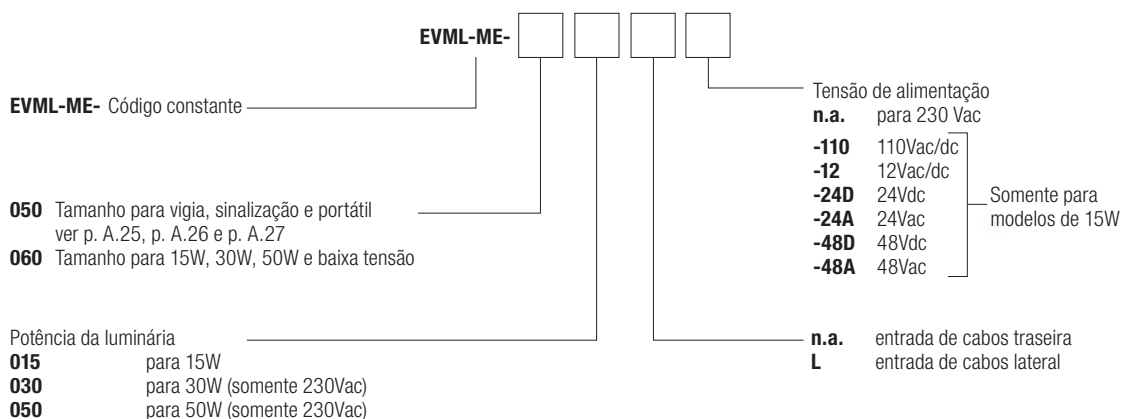 EVML-ME-
EVML-ME- Código constante
050 Tamanho para vigia, sinalização e portátil
ver p. A.25, p. A.26 e p. A.27
060 Tamanho para 15W, 30W, 50W e baixa tensão
Potência da luminária
015 para 15W
030 para 30W (somente 230Vac)
050 para 50W (somente 230Vac)
Tensão de alimentação
n.a. para 230 Vac
-110 110Vac/dc
-12 12Vac/dc
-24D 24Vdc
-24A 24Vac
-48D 48Vdc
-48A 48Vac
Somente para
modelos de 15W
n.a. entrada de cabos traseira
L entrada de cabos lateral